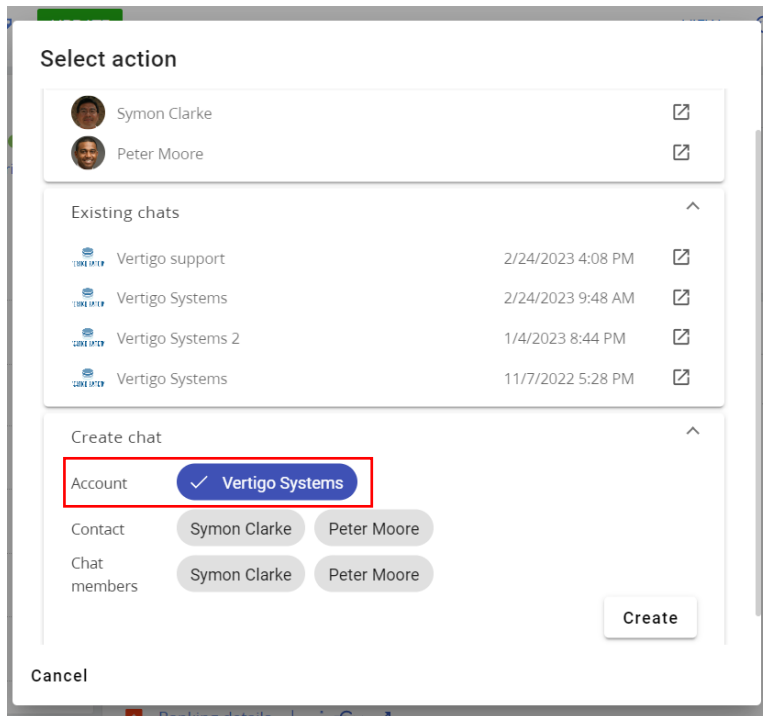 Select action
Symon Clarke
Peter Moore
Existing chats
Vertigo support 2/24/2023 4:08 PM
Vertigo Systems 2/24/2023 9:48 AM
Vertigo Systems 2 1/4/2023 8:44 PM
Vertigo Systems 11/7/2022 5:28 PM
Create chat
Account Vertigo Systems
Contact Symon Clarke Peter Moore
Chat
members Symon Clarke Peter Moore
Create
Cancel